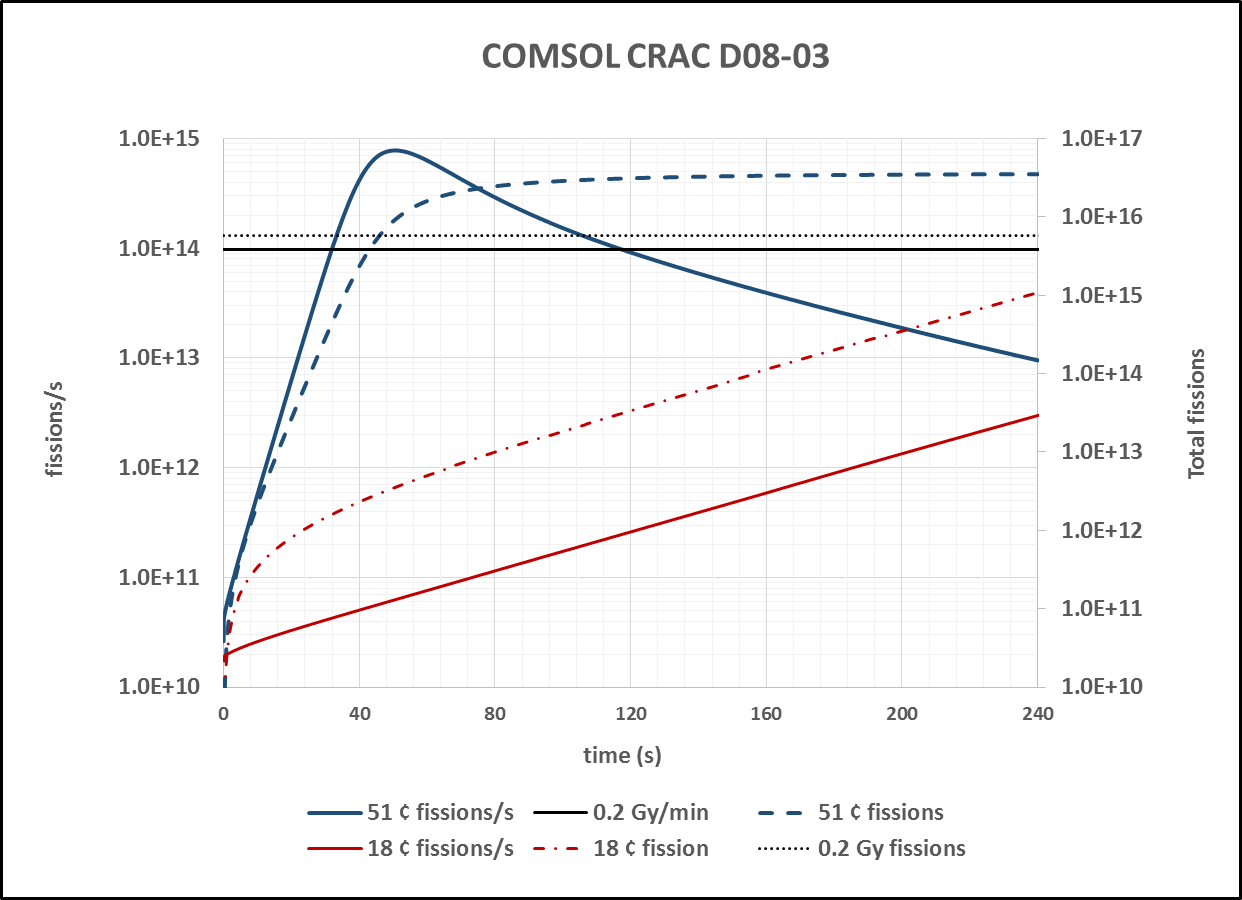 COMSOL CRAC D08-03
1.0E+15
1.0E+14
1.0E+13
1.0E+12
1.0E+11
1.0E+10
fissions/s
1.0E+17
1.0E+16
1.0E+15
1.0E+14
1.0E+13
1.0E+12
1.0E+11
1.0E+10
Total fissions
0 40 80 120 160 200 240
time (s)
51 ¢ fissions/s 0.2 Gy/min 51 ¢ fissions
18 ¢ fissions/s 18 ¢ fission 0.2 Gy fissions